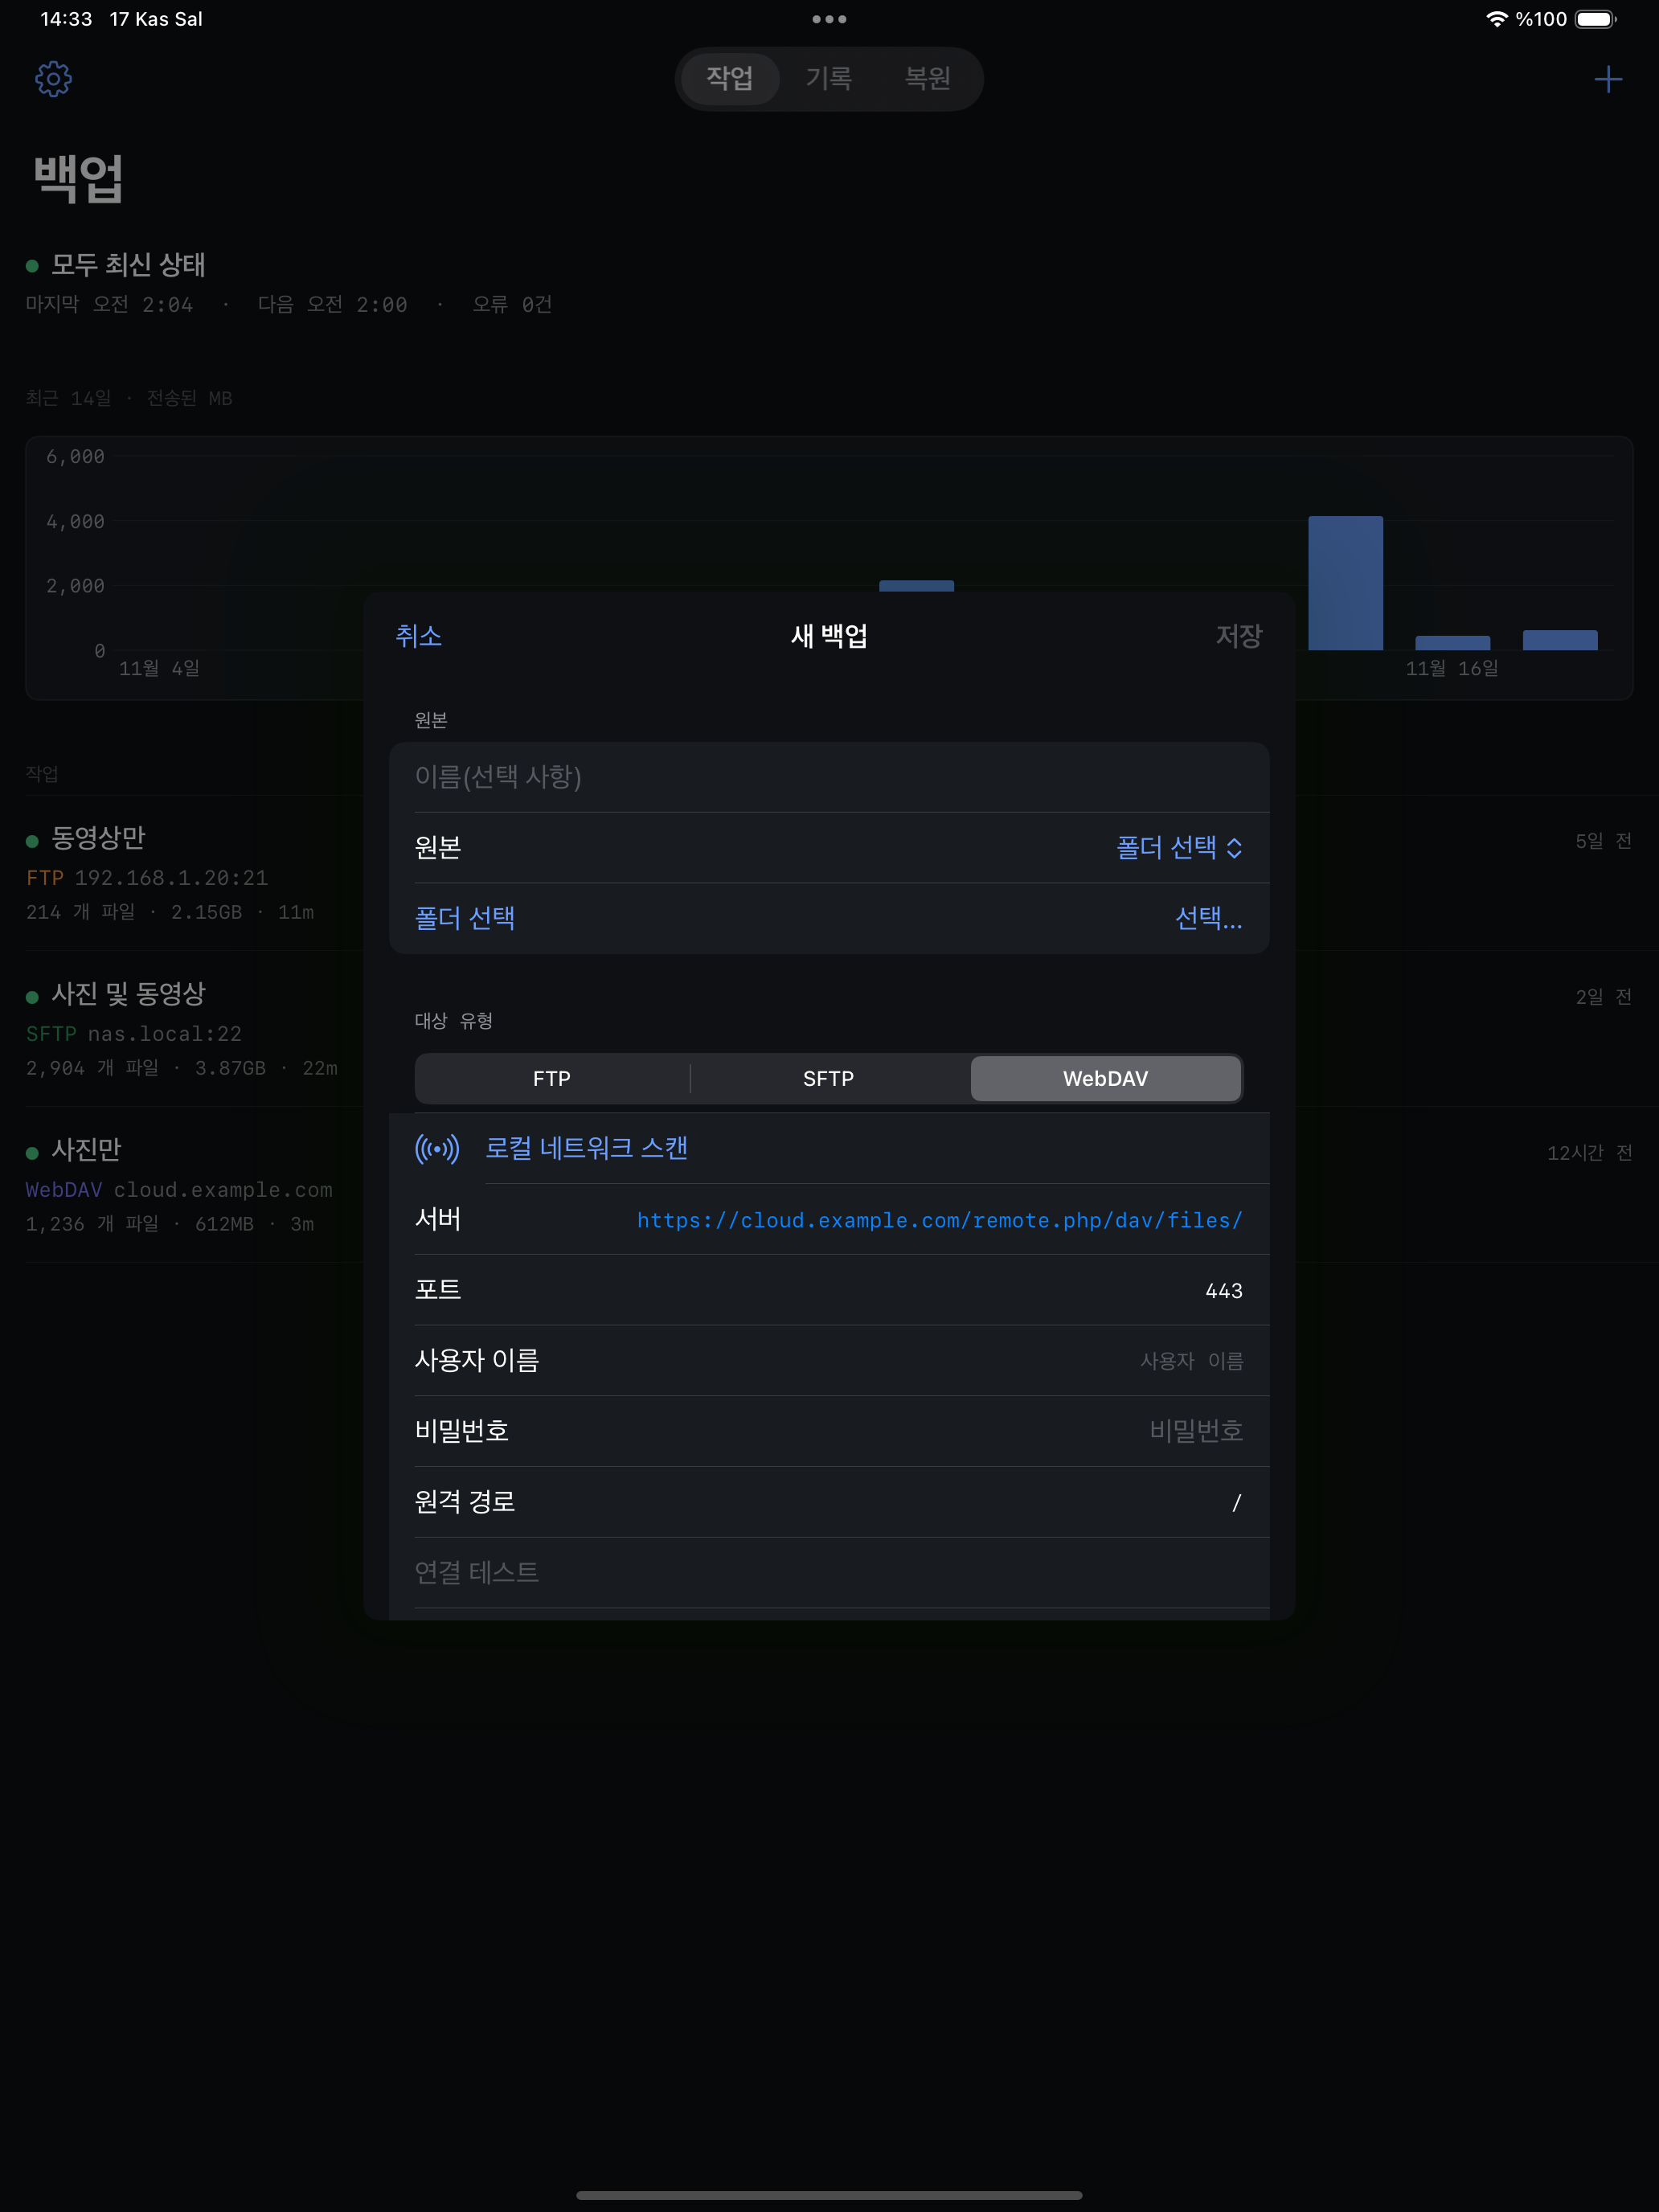 14:33 17 Kas Sal
%100
작업 기록 복원
백업
모두 최신 상태
마지막 오전 2:04 · 다음 오전 2:00 · 오류 0건
최근 14일 · 전송된 MB
6,000
4,000
2,000
0
11월 4일
11월 16일
작업
동영상만
5일 전
FTP 192.168.1.20:21
214 개 파일 · 2.15GB · 11m
사진 및 동영상
2일 전
SFTP nas.local:22
2,904 개 파일 · 3.87GB · 22m
사진만
12시간 전
WebDAV cloud.example.com
1,236 개 파일 · 612MB · 3m
취소 새 백업 저장
원본
이름(선택 사항)
원본 폴더 선택
폴더 선택 선택...
대상 유형
FTP SFTP WebDAV
로컬 네트워크 스캔
서버 https://cloud.example.com/remote.php/dav/files/
포트 443
사용자 이름 사용자 이름
비밀번호 비밀번호
원격 경로 /
연결 테스트